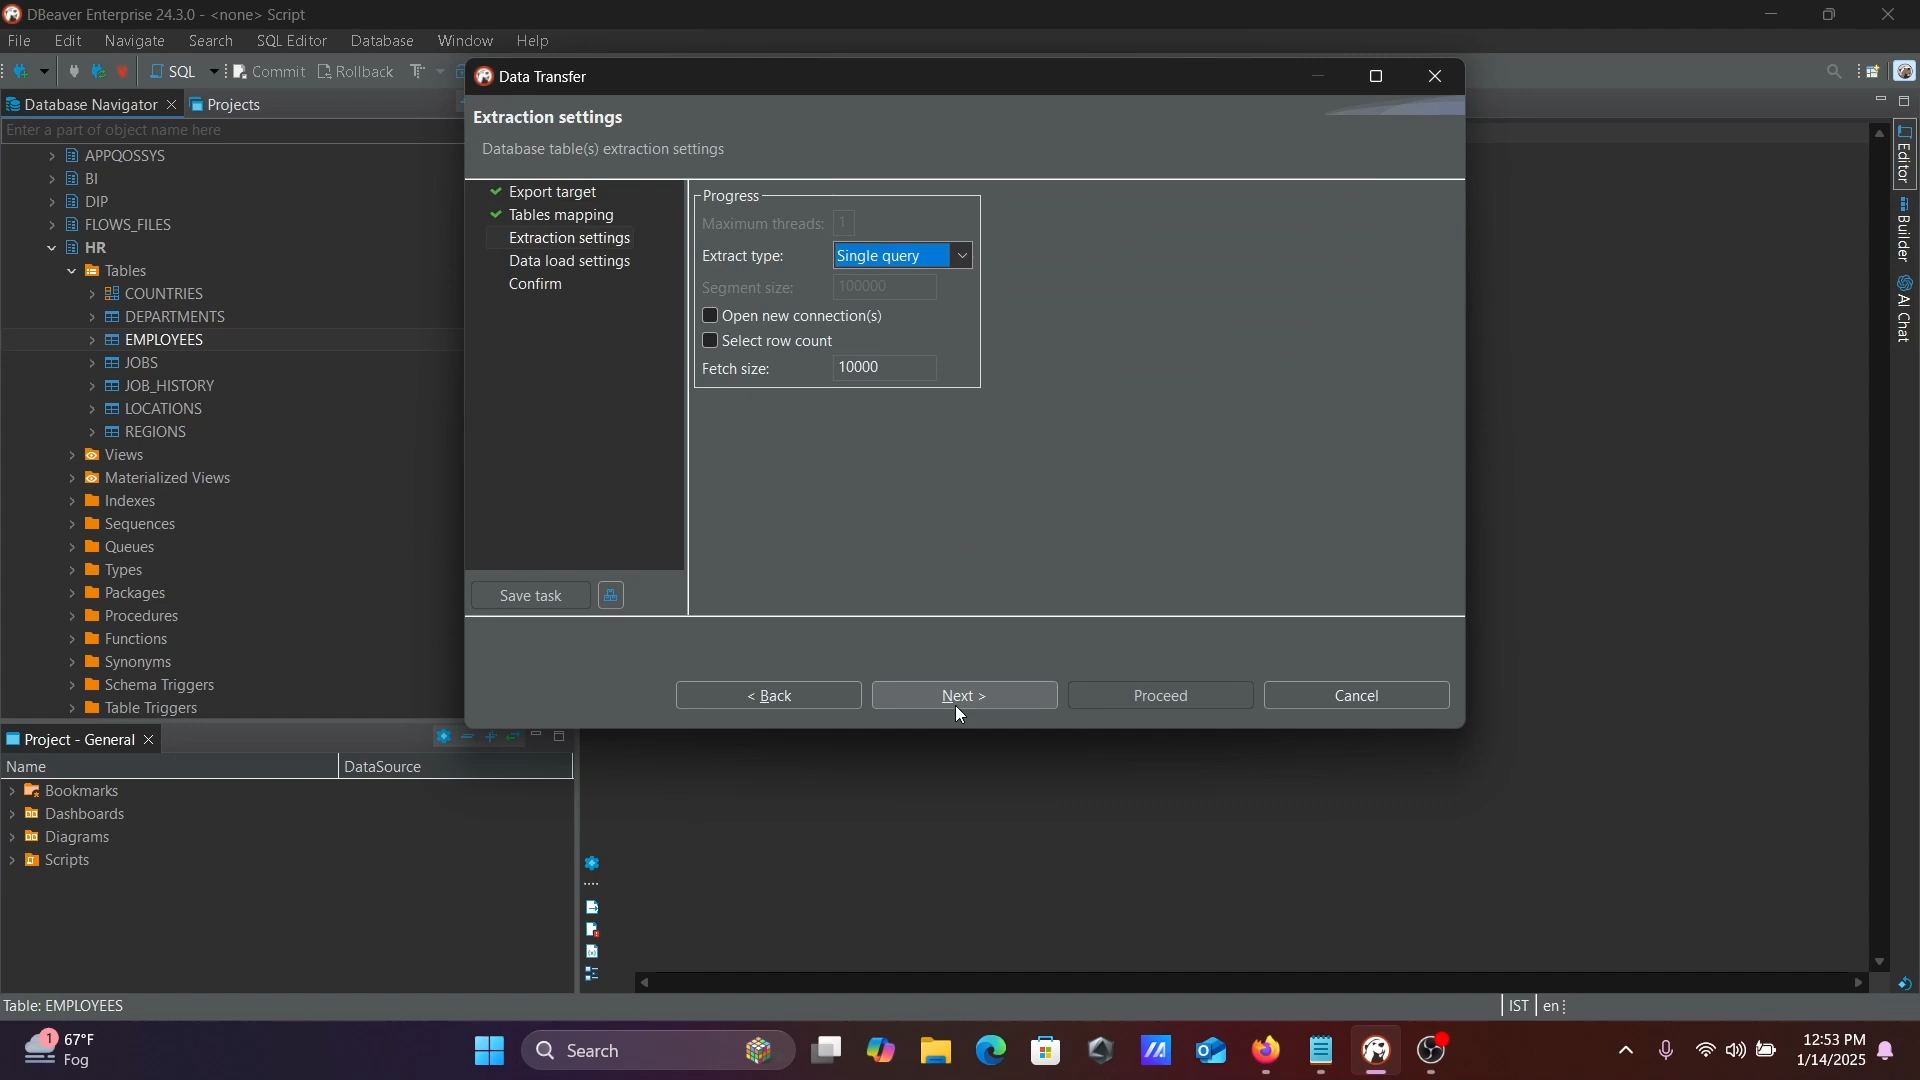 DBeaver Enterprise 24.3.0 - <none> Script
File Edit Navigate Search SQL Editor Database Window Help
SQL Commit Rollback
Database Navigator Projects
Enter a part of object name here
APPQOSSYS
BI
DIP
FLOWS_FILES
HR
Tables
COUNTRIES
DEPARTMENTS
EMPLOYEES
JOBS
JOB_HISTORY
LOCATIONS
REGIONS
Views
Materialized Views
Indexes
Sequences
Queues
Types
Packages
Procedures
Functions
Synonyms
Schema Triggers
Table Triggers
Data Transfer
Extraction settings
Database table(s) extraction settings
Export target
Tables mapping
Extraction settings
Data load settings
Confirm
Save task
Progress
Maximum threads: 1
Extract type: Single query
Segment size: 100000
Open new connection(s)
Select row count
Fetch size: 10000
< Back Next > Proceed Cancel
Editor
Builder
AI Chat
Project - General
Name DataSource
Bookmarks
Dashboards
Diagrams
Scripts
Table: EMPLOYEES
IST en
1 67°F
Fog
Search
12:53 PM
1/14/2025